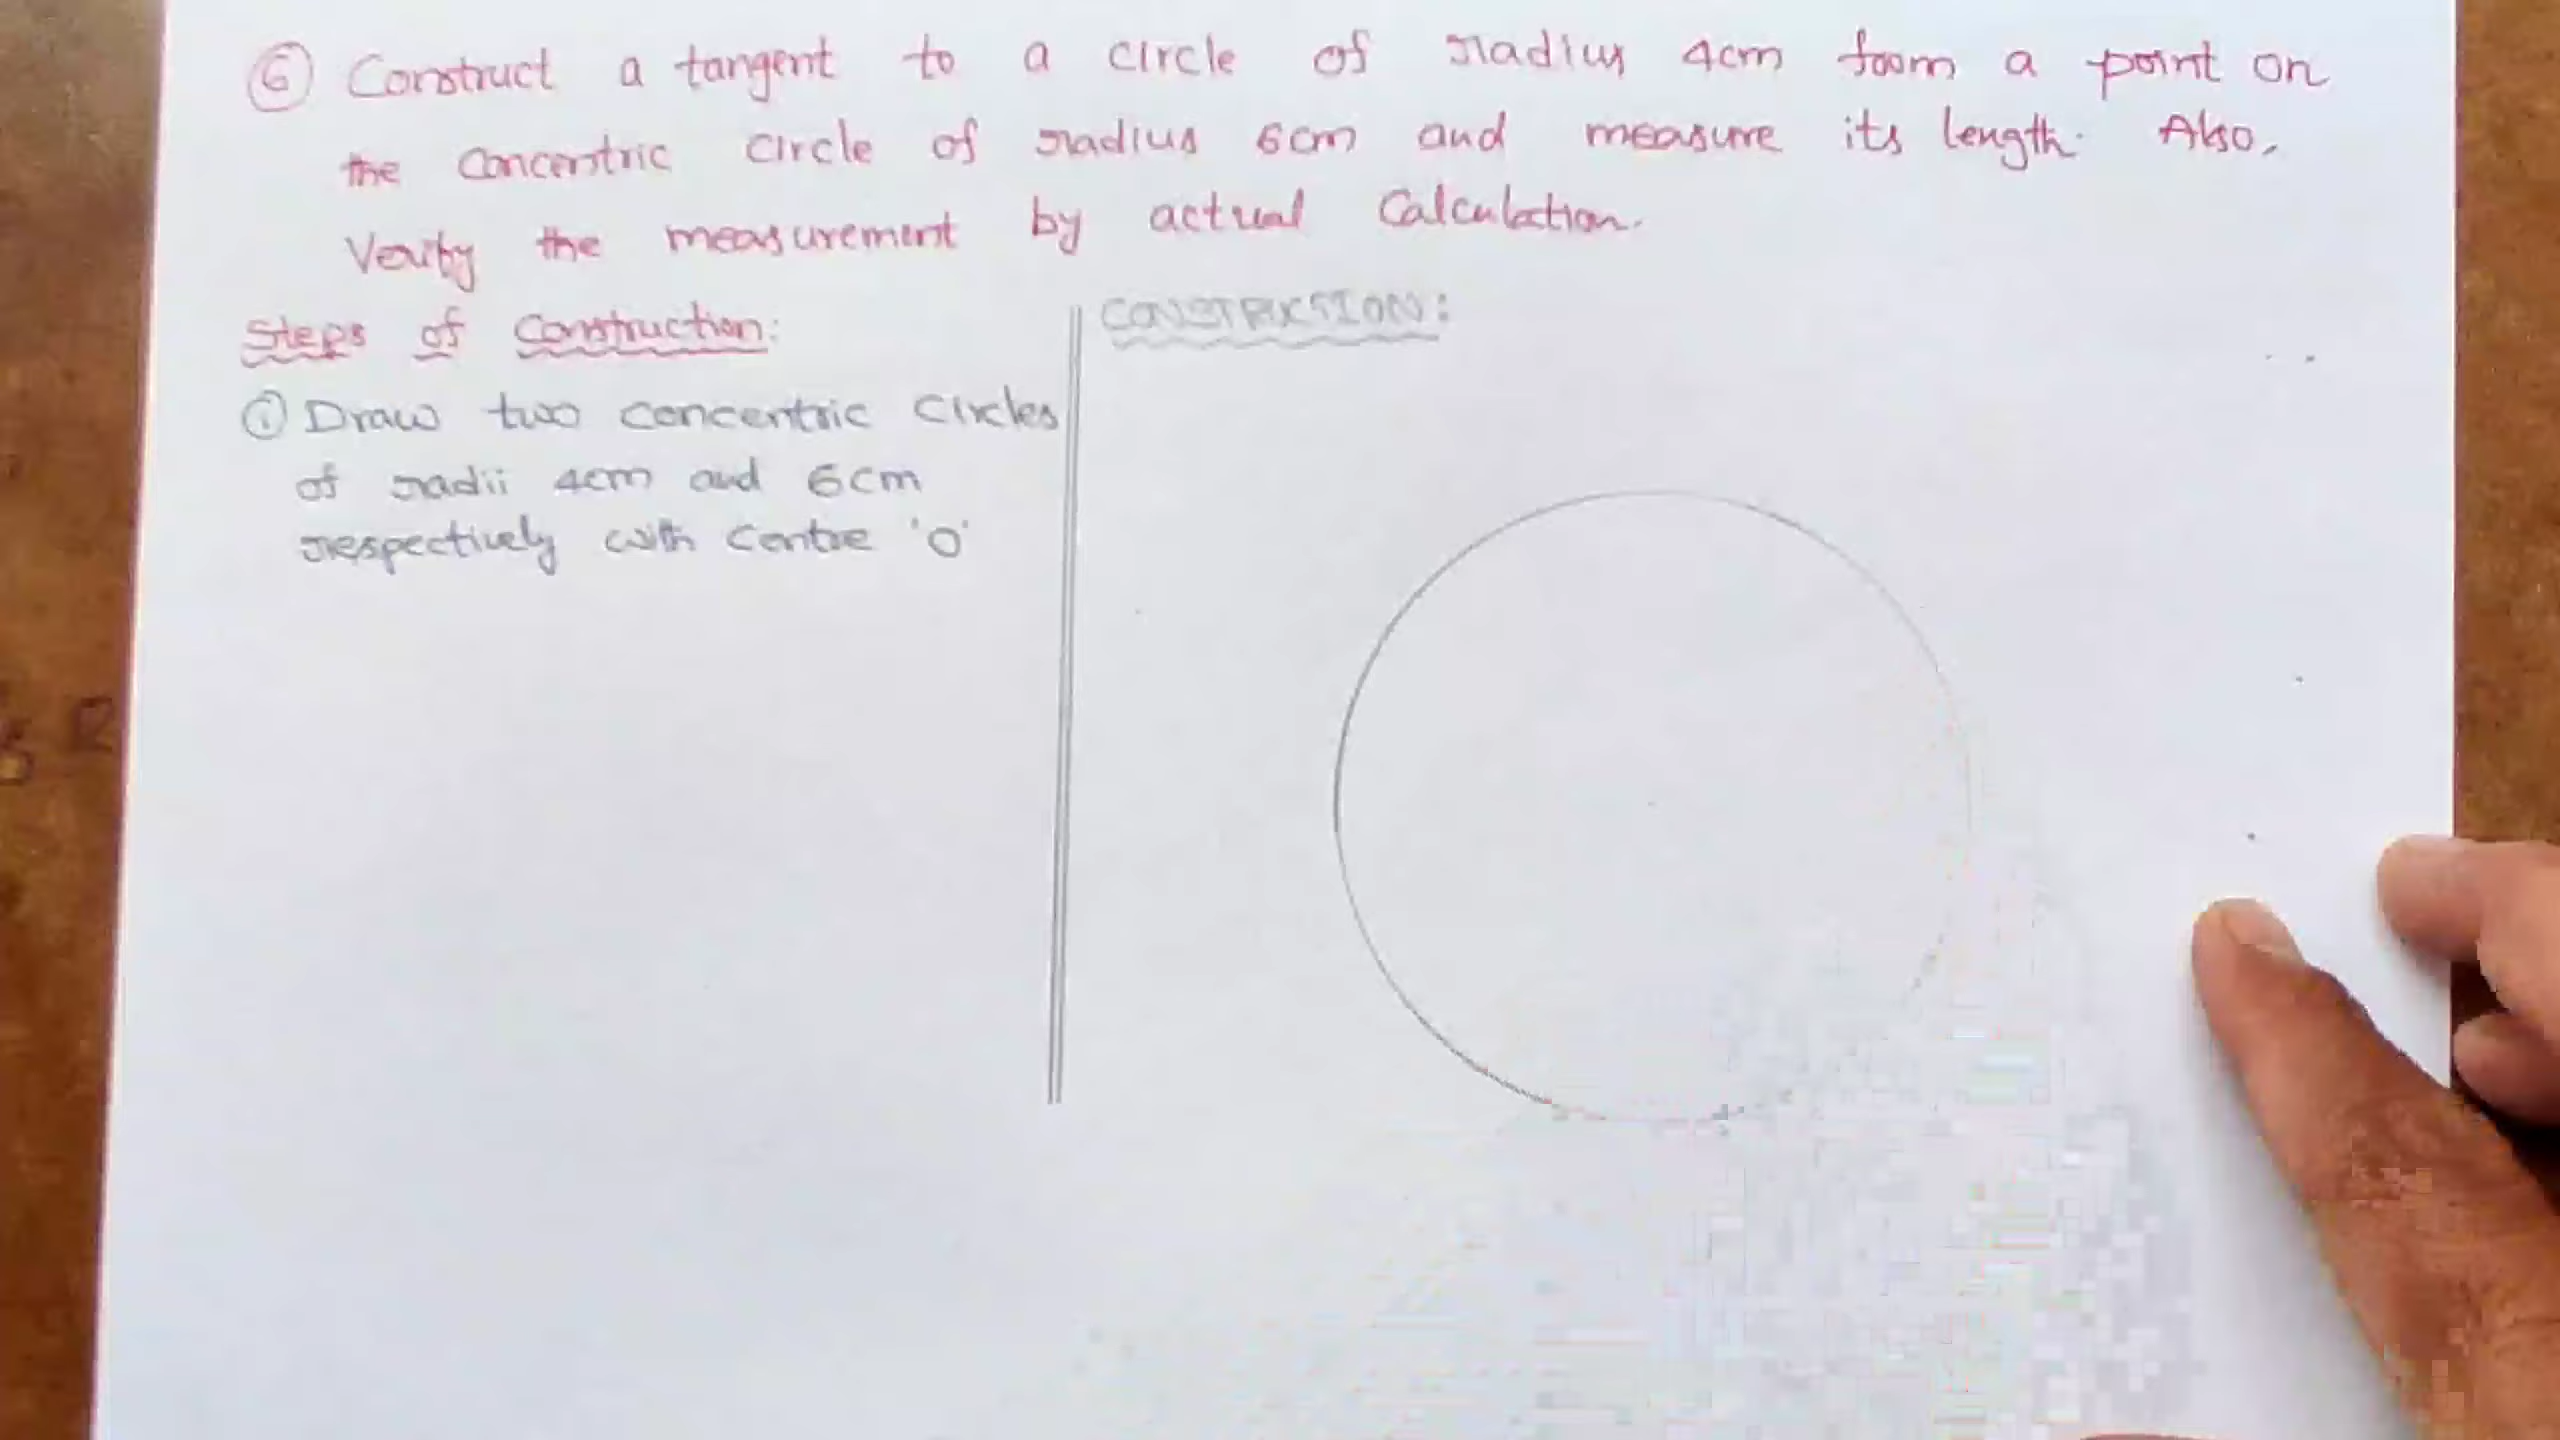 6 Construct a tangent to a circle of radius 4cm from a point on
the concentric circle of radius 6cm and measure its length. Also,
Verify the measurement by actual Calculation.
Steps of Construction:
CONSTRUCTION:
i Draw two concentric Circles
of radii 4cm and 6cm
respectively with centre 'O'